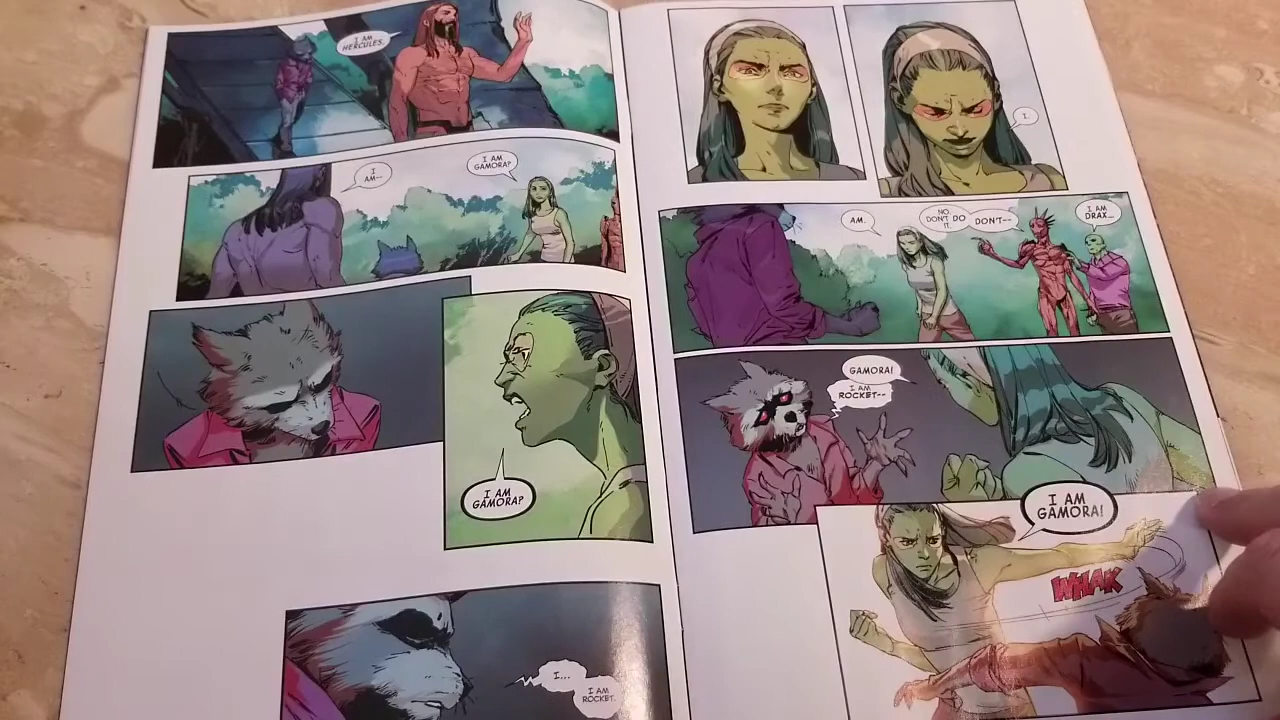 I AM
HERCULES.
I
AM--
I AM
GAMORA?
I AM
GAMORA?
I...
I AM
ROCKET.
I.
AM.
NO.
DON'T DO
IT.
DON'T--
I AM
DRAX...
GAMORA!
I AM
ROCKET--
I AM
GAMORA!
WHAK